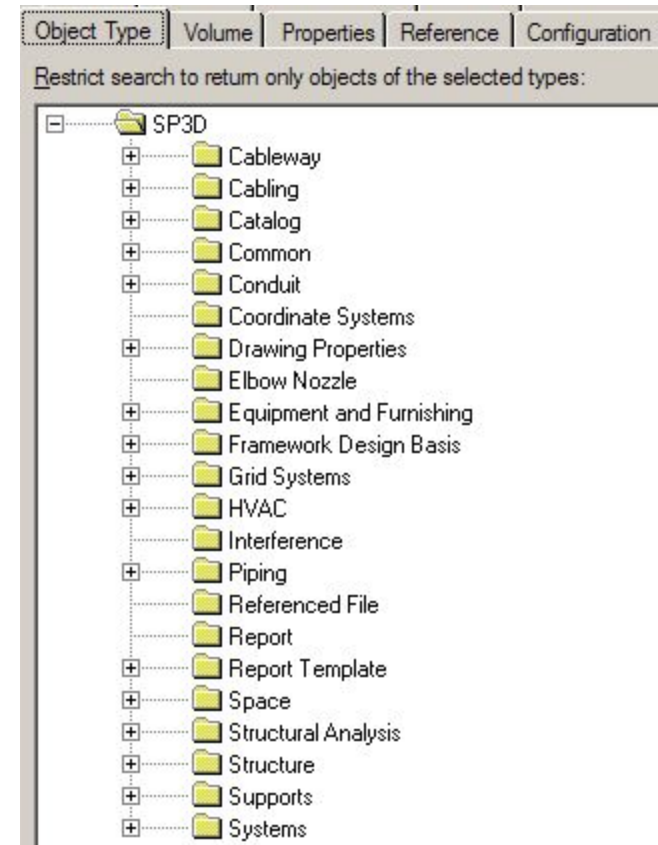 Object Type Volume Properties Reference Configuration
Restrict search to return only objects of the selected types:
SP3D
Cableway
Cabling
Catalog
Common
Conduit
Coordinate Systems
Drawing Properties
Elbow Nozzle
Equipment and Furnishing
Framework Design Basis
Grid Systems
HVAC
Interference
Piping
Referenced File
Report
Report Template
Space
Structural Analysis
Structure
Supports
Systems